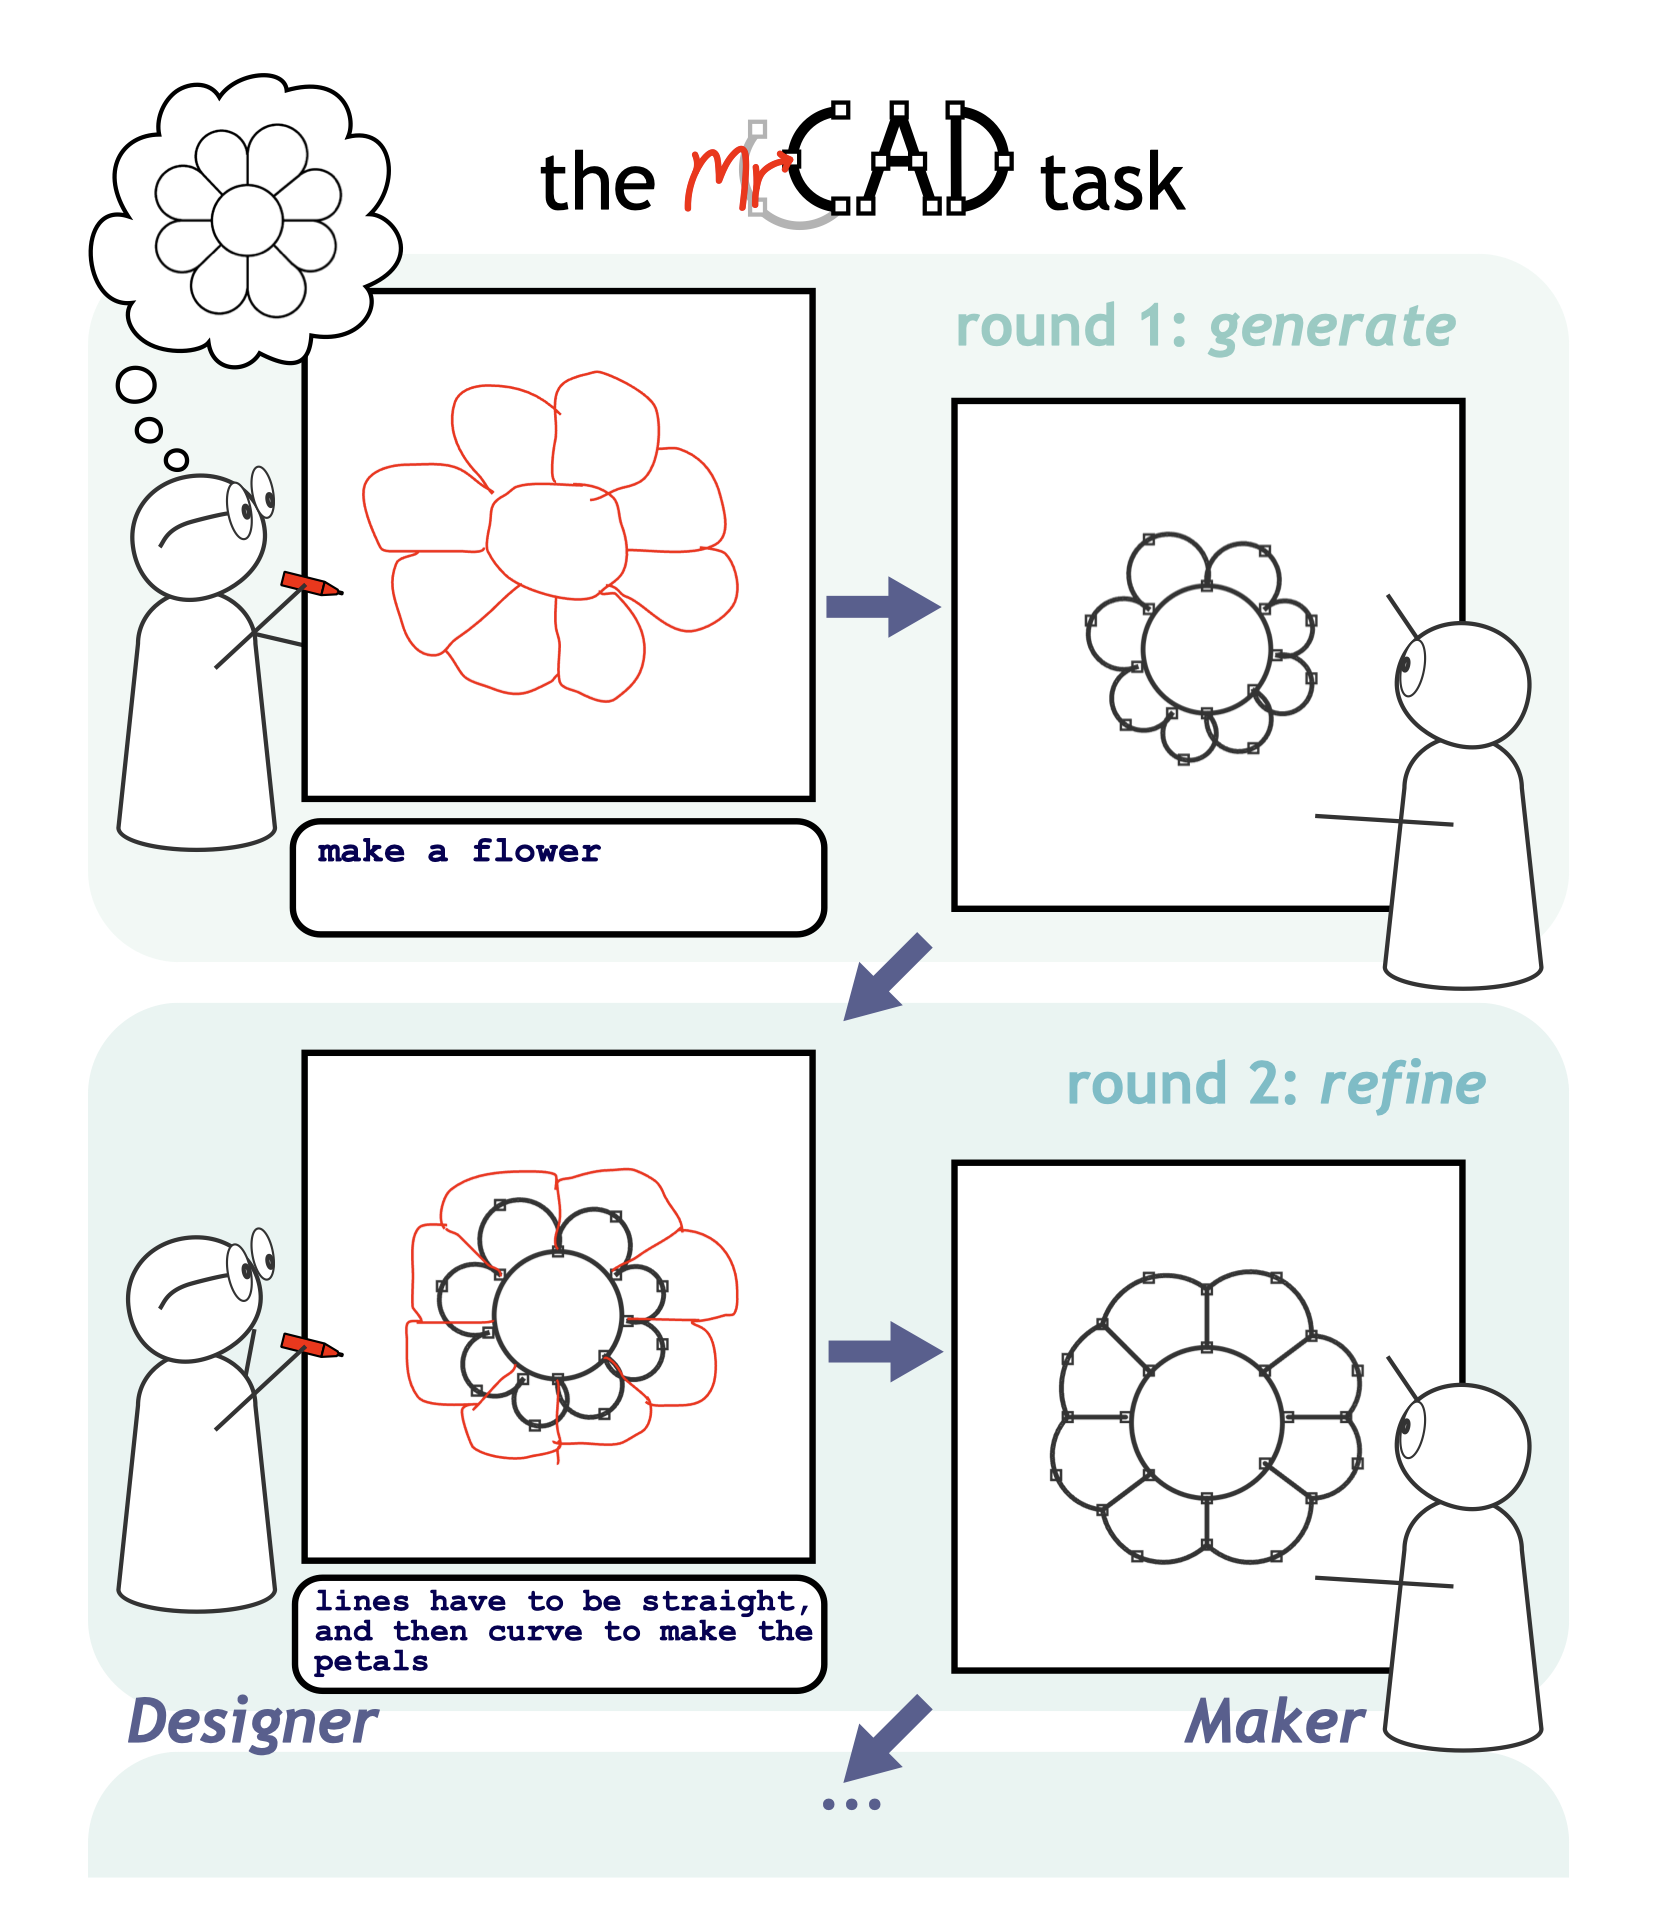 the mrCAD task
round 1: generate
make a flower
round 2: refine
lines have to be straight,
and then curve to make the
petals
Designer
Maker
...